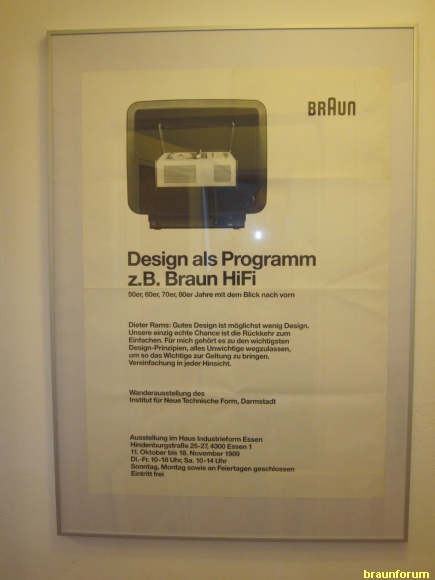 BRAUN
Design als Programm
z.B. Braun HiFi
50er, 60er, 70er, 80er Jahre mit dem Blick nach vorn
Dieter Rams: Gutes Design ist möglichst wenig Design.
Unsere einzig echte Chance ist die Rückkehr zum
Einfachen. Für mich gehört es zu den wichtigsten
Design-Prinzipien, alles Unwichtige wegzulassen,
um so das Wichtige zur Geltung zu bringen.
Vereinfachung in jeder Hinsicht.
Wanderausstellung des
Institut für Neue Technische Form, Darmstadt
Ausstellung im Haus Industrieform Essen
Hindenburgstraße 25-27, 4300 Essen 1
11. Oktober bis 18. November 1989
Di.-Fr. 10-18 Uhr, Sa. 10-14 Uhr
Sonntag, Montag sowie an Feiertagen geschlossen
Eintritt frei
braunforum